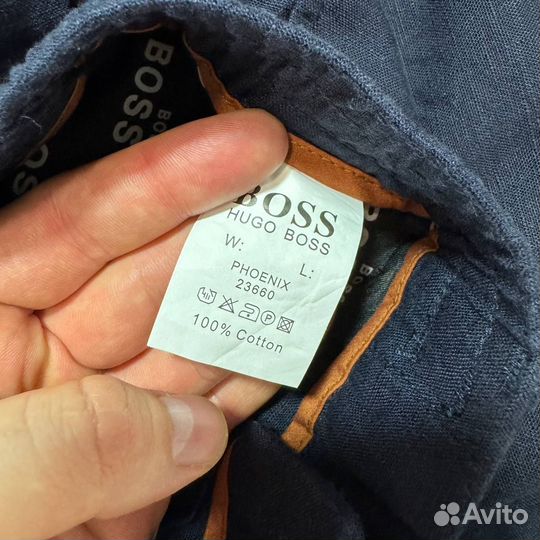 BOSS
BOSS
BOSS
HUGO BOSS
W: L:
PHOENIX
23660
100% Cotton
Avito